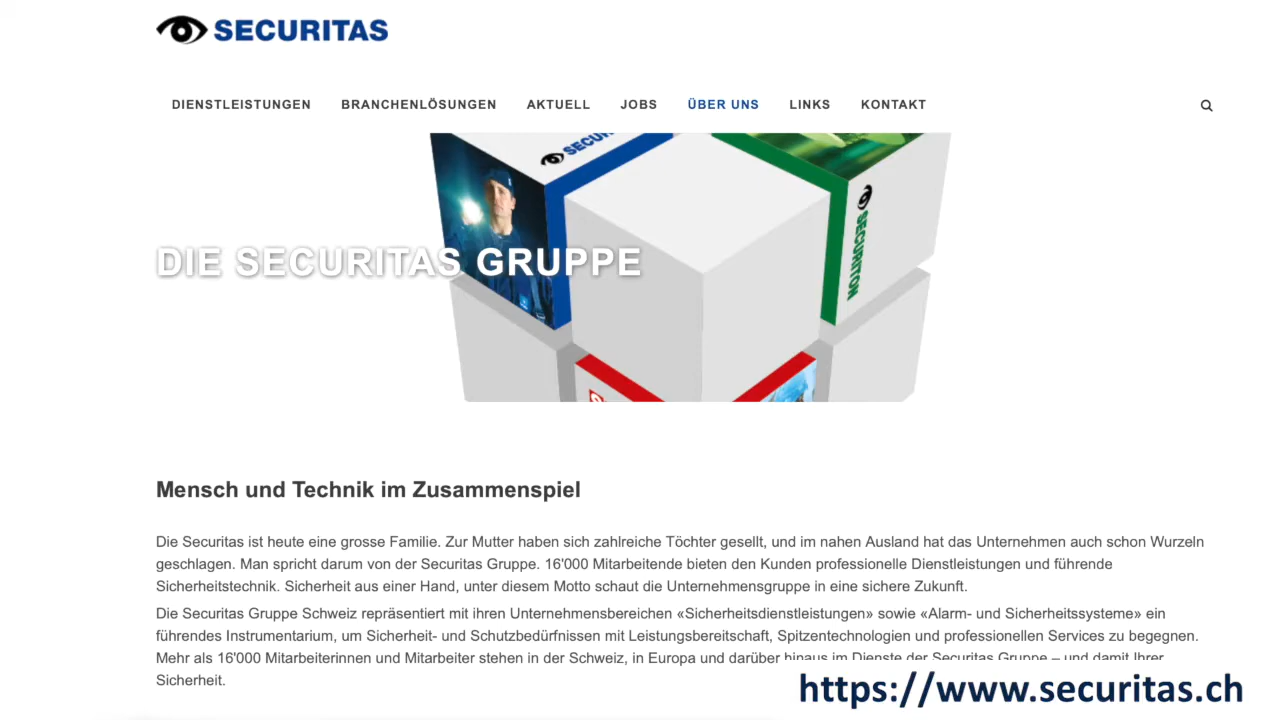 SECURITAS
DIENSTLEISTUNGEN BRANCHENLÖSUNGEN AKTUELL JOBS ÜBER UNS LINKS KONTAKT
SECURITON
DIE SECURITAS GRUPPE
Mensch und Technik im Zusammenspiel
Die Securitas ist heute eine grosse Familie. Zur Mutter haben sich zahlreiche Töchter gesellt, und im nahen Ausland hat das Unternehmen auch schon Wurzeln
geschlagen. Man spricht darum von der Securitas Gruppe. 16'000 Mitarbeitende bieten den Kunden professionelle Dienstleistungen und führende
Sicherheitstechnik. Sicherheit aus einer Hand, unter diesem Motto schaut die Unternehmensgruppe in eine sichere Zukunft.
Die Securitas Gruppe Schweiz repräsentiert mit ihren Unternehmensbereichen «Sicherheitsdienstleistungen» sowie «Alarm- und Sicherheitssysteme» ein
führendes Instrumentarium, um Sicherheit- und Schutzbedürfnissen mit Leistungsbereitschaft, Spitzentechnologien und professionellen Services zu begegnen.
Mehr als 16'000 Mitarbeiterinnen und Mitarbeiter stehen in der Schweiz, in Europa und darüber hinaus im Dienste der Securitas Gruppe – und damit Ihrer
Sicherheit.
https://www.securitas.ch